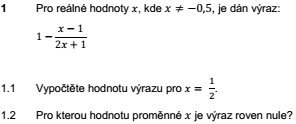 1 Pro reálné hodnoty x, kde x ≠ −0,5, je dán výraz:
1 − (x − 1)/(2x + 1)
1.1 Vypočtěte hodnotu výrazu pro x = 1/2.
1.2 Pro kterou hodnotu proměnné x je výraz roven nule?